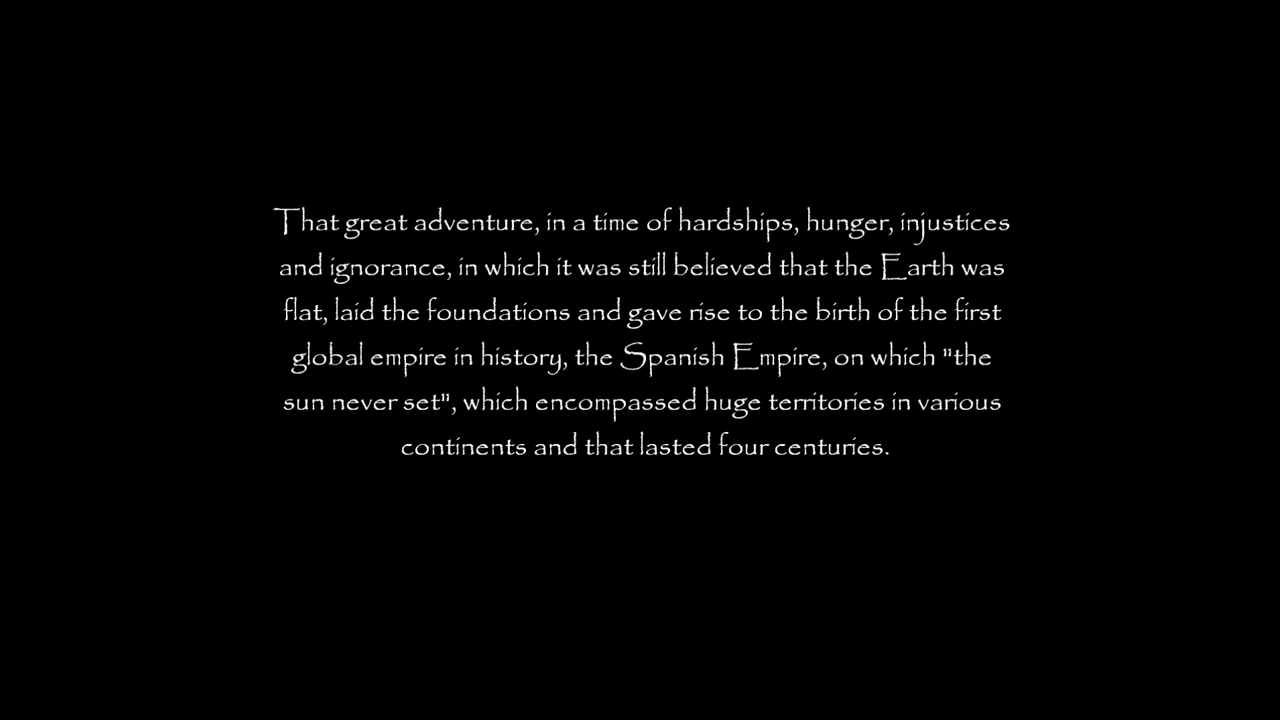 That great adventure, in a time of hardships, hunger, injustices
and ignorance, in which it was still believed that the Earth was
flat, laid the foundations and gave rise to the birth of the first
global empire in history, the Spanish Empire, on which "the
sun never set", which encompassed huge territories in various
continents and that lasted four centuries.